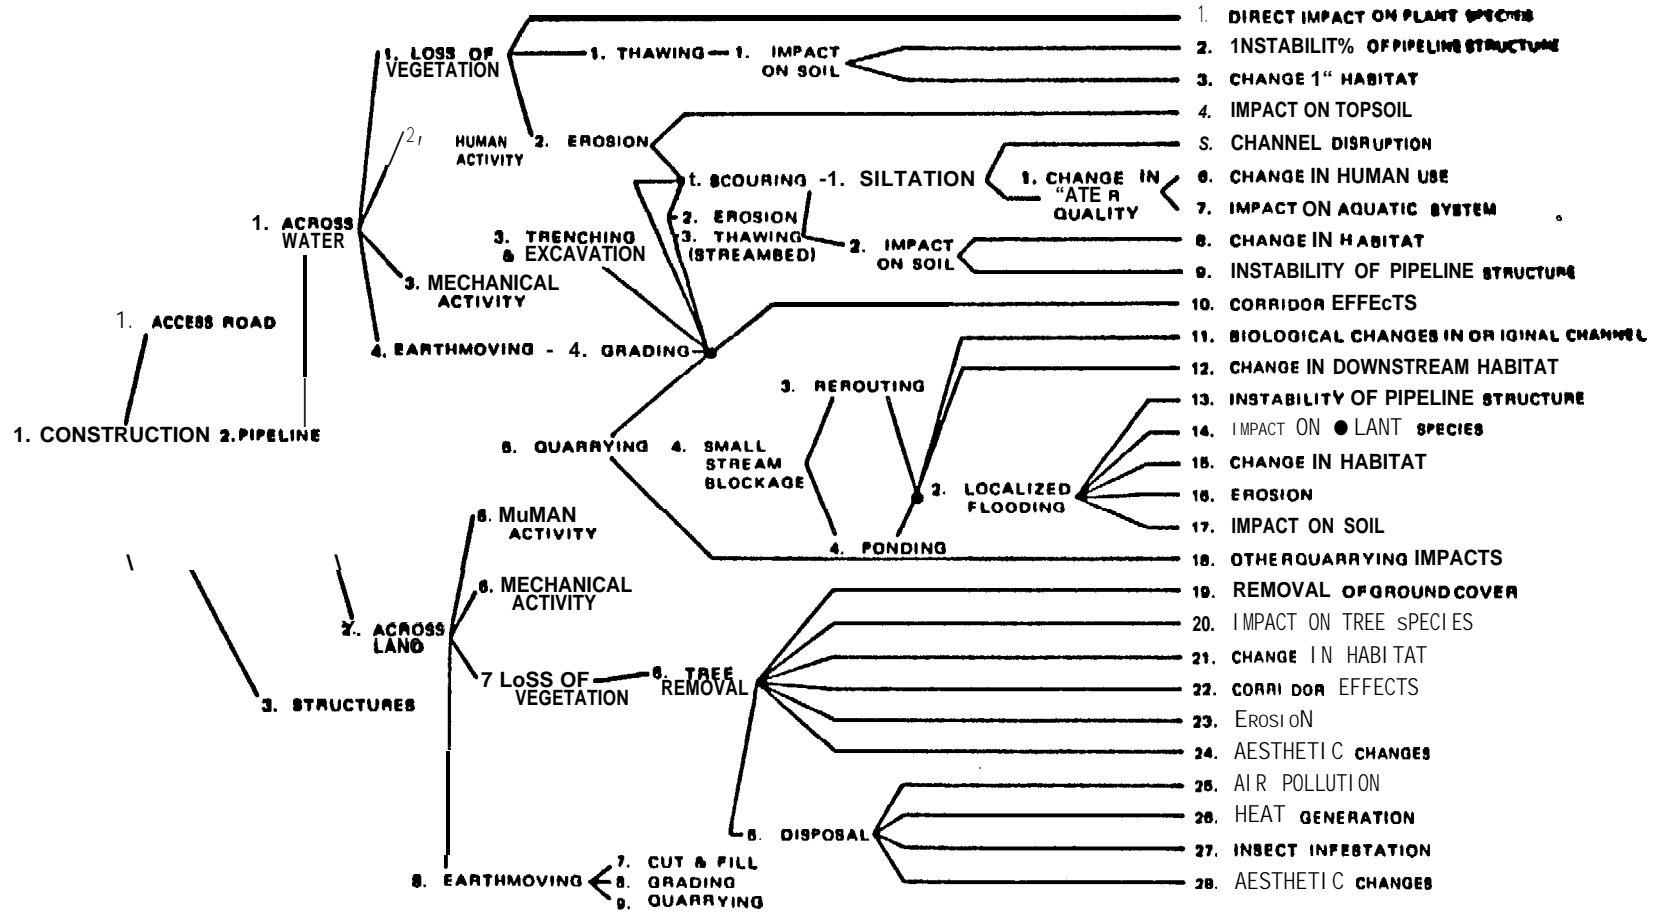 1. CONSTRUCTION
1. ACCESS ROAD
2. PIPELINE
3. STRUCTURES
1. ACROSS
WATER
2. ACROSS
LAND
1. LOSS OF
VEGETATION
2, HUMAN
ACTIVITY
3. MECHANICAL
ACTIVITY
4. EARTHMOVING - 4. GRADING
1. THAWING
1. IMPACT
ON SOIL
2. EROSION
3. TRENCHING
& EXCAVATION
t. SCOURING -1. SILTATION
2. EROSION
3. THAWING
(STREAMBED)
1. CHANGE IN
"ATE R
QUALITY
2. IMPACT
ON SOIL
5. QUARRYING
3. REROUTING
4. SMALL
STREAM
BLOCKAGE
4. PONDING
2. LOCALIZED
FLOODING
5. MuMAN
ACTIVITY
6. MECHANICAL
ACTIVITY
7 LoSS OF
VEGETATION
6. TREE
REMOVAL
5. DISPOSAL
8. EARTHMOVING
7. CUT & FILL
8. GRADING
9. QUARRYING
1. DIRECT IMPACT ON PLANT SPECIES
2. 1NSTABILIT% OF PIPELINE STRUCTURE
3. CHANGE 1" HABITAT
4. IMPACT ON TOPSOIL
S. CHANNEL DISRUPTION
6. CHANGE IN HUMAN USE
7. IMPACT ON AQUATIC SYSTEM
8. CHANGE IN HABITAT
9. INSTABILITY OF PIPELINE STRUCTURE
10. CORRIDOR EFFEcTS
11. BIOLOGICAL CHANGES IN ORIGINAL CHANNEL
12. CHANGE IN DOWNSTREAM HABITAT
13. INSTABILITY OF PIPELINE STRUCTURE
14. IMPACT ON ●LANT SPECIES
15. CHANGE IN HABITAT
16. EROSION
17. IMPACT ON SOIL
18. OTHER QUARRYING IMPACTS
19. REMOVAL OF GROUND COVER
20. IMPACT ON TREE sPECIES
21. CHANGE IN HABITAT
22. CORRIDOR EFFECTS
23. EROSIoN
24. AESTHETIC CHANGES
25. AIR POLLUTION
26. HEAT GENERATION
27. INSECT INFESTATION
28. AESTHETIC CHANGES